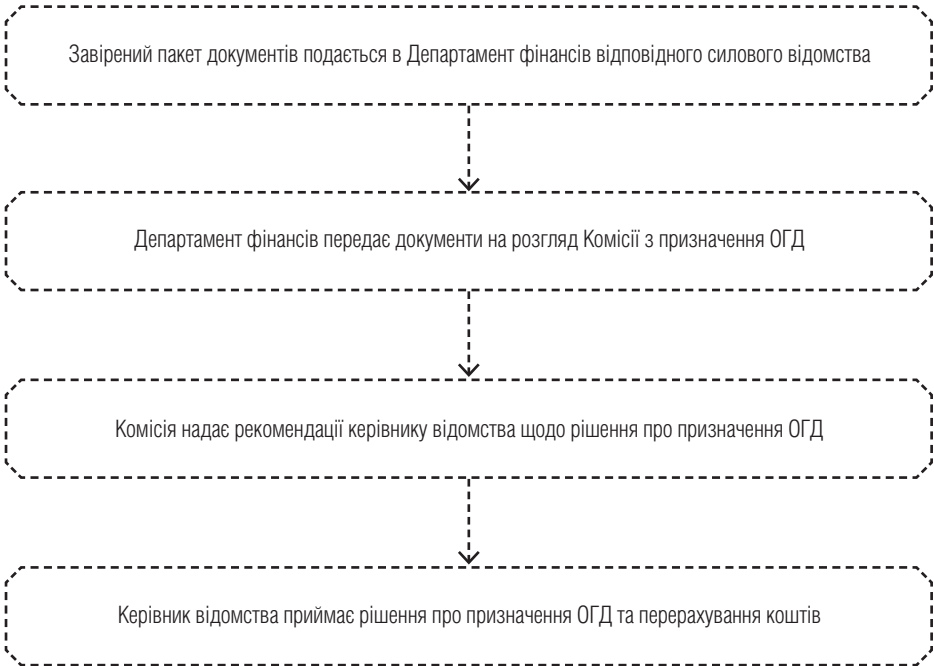 Завірений пакет документів подається в Департамент фінансів відповідного силового відомства
Департамент фінансів передає документи на розгляд Комісії з призначення ОГД
Комісія надає рекомендації керівнику відомства щодо рішення про призначення ОГД
Керівник відомства приймає рішення про призначення ОГД та перерахування коштів